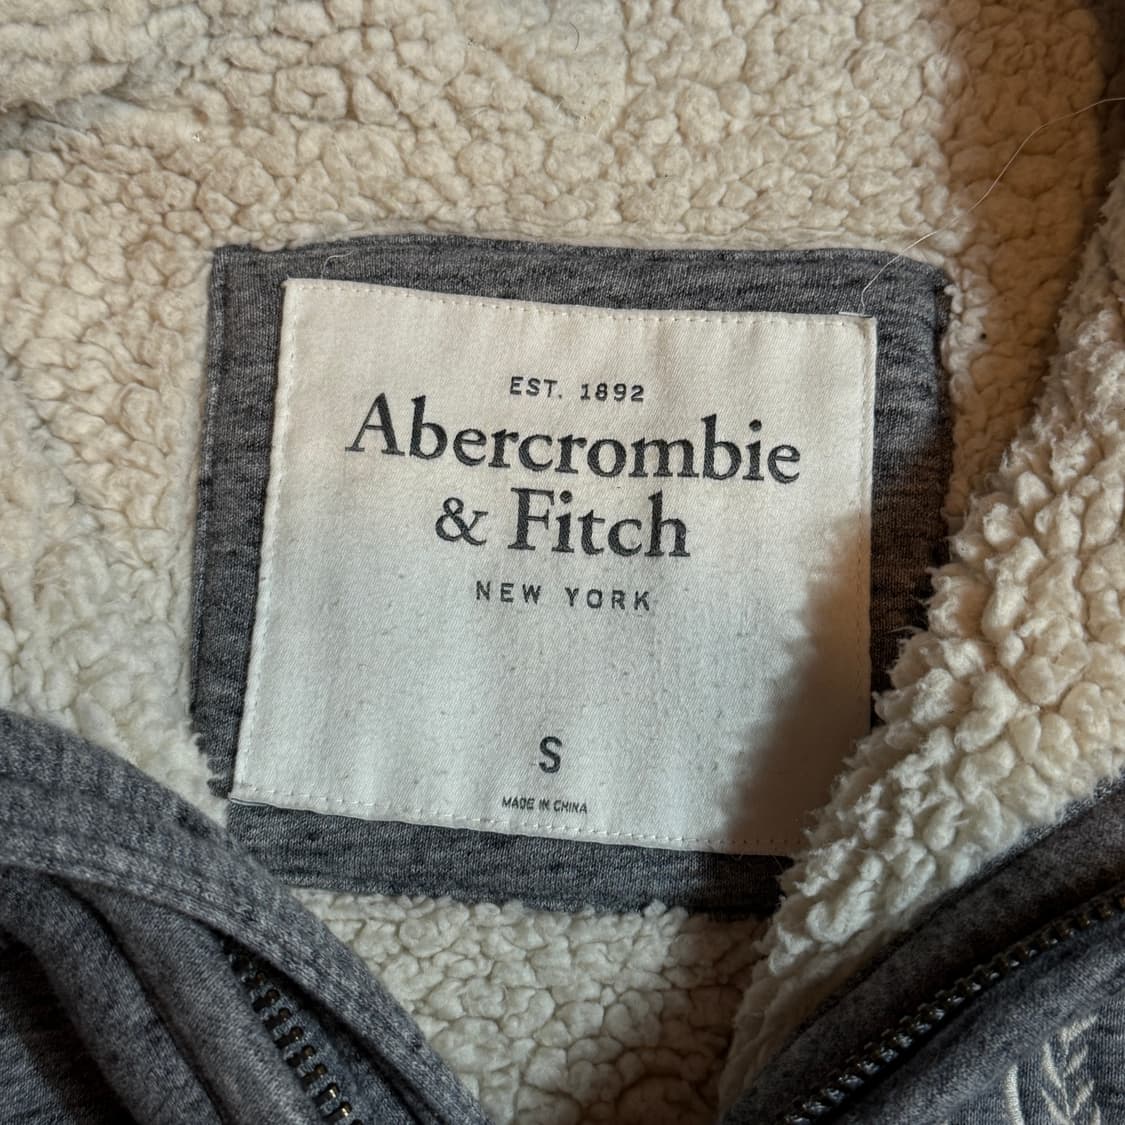 EST. 1892
Abercrombie
& Fitch
NEW YORK
S
MADE IN CHINA